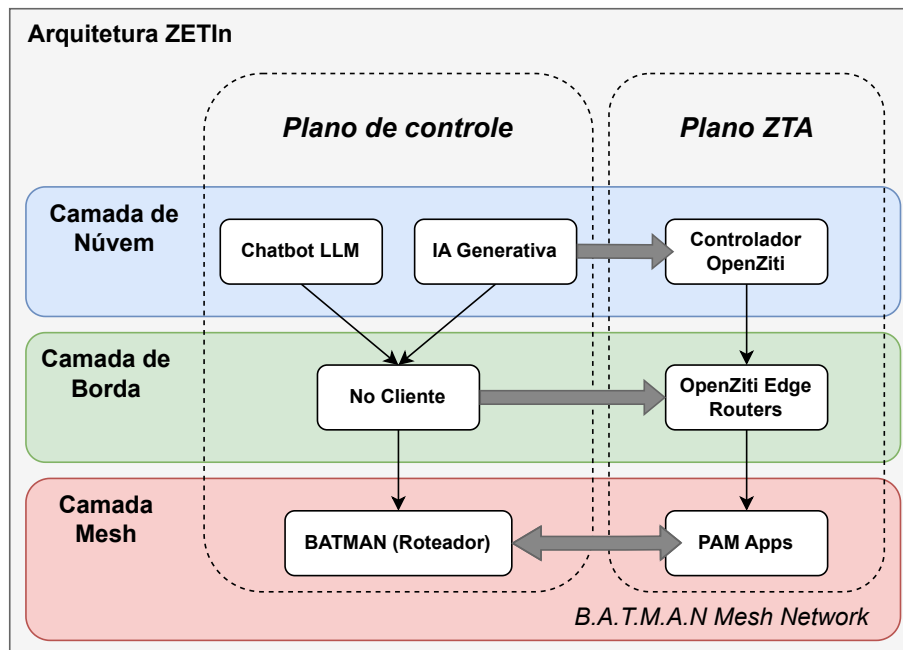 Arquitetura ZETIn
Plano de controle
Plano ZTA
Camada de
Núvem
Chatbot LLM
IA Generativa
Controlador
OpenZiti
Camada de
Borda
No Cliente
OpenZiti Edge
Routers
Camada
Mesh
BATMAN (Roteador)
PAM Apps
B.A.T.M.A.N Mesh Network